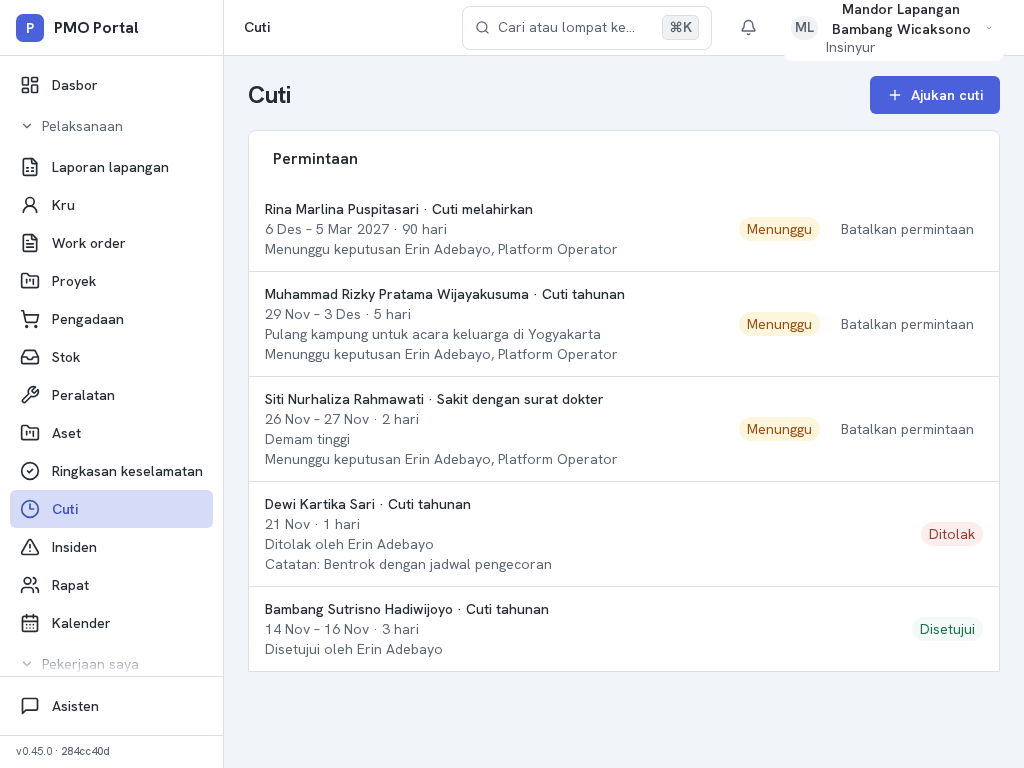 P PMO Portal
Cuti
Cari atau lompat ke...
⌘K
ML
Mandor Lapangan
Bambang Wicaksono
Insinyur
Dasbor
Pelaksanaan
Laporan lapangan
Kru
Work order
Proyek
Pengadaan
Stok
Peralatan
Aset
Ringkasan keselamatan
Cuti
Insiden
Rapat
Kalender
Pekerjaan saya
Asisten
v0.45.0 · 284cc40d
Cuti
Ajukan cuti
Permintaan
Rina Marlina Puspitasari · Cuti melahirkan
6 Des – 5 Mar 2027 · 90 hari
Menunggu keputusan Erin Adebayo, Platform Operator
Menunggu
Batalkan permintaan
Muhammad Rizky Pratama Wijayakusuma · Cuti tahunan
29 Nov – 3 Des · 5 hari
Pulang kampung untuk acara keluarga di Yogyakarta
Menunggu keputusan Erin Adebayo, Platform Operator
Menunggu
Batalkan permintaan
Siti Nurhaliza Rahmawati · Sakit dengan surat dokter
26 Nov – 27 Nov · 2 hari
Demam tinggi
Menunggu keputusan Erin Adebayo, Platform Operator
Menunggu
Batalkan permintaan
Dewi Kartika Sari · Cuti tahunan
21 Nov · 1 hari
Ditolak oleh Erin Adebayo
Catatan: Bentrok dengan jadwal pengecoran
Ditolak
Bambang Sutrisno Hadiwijoyo · Cuti tahunan
14 Nov – 16 Nov · 3 hari
Disetujui oleh Erin Adebayo
Disetujui